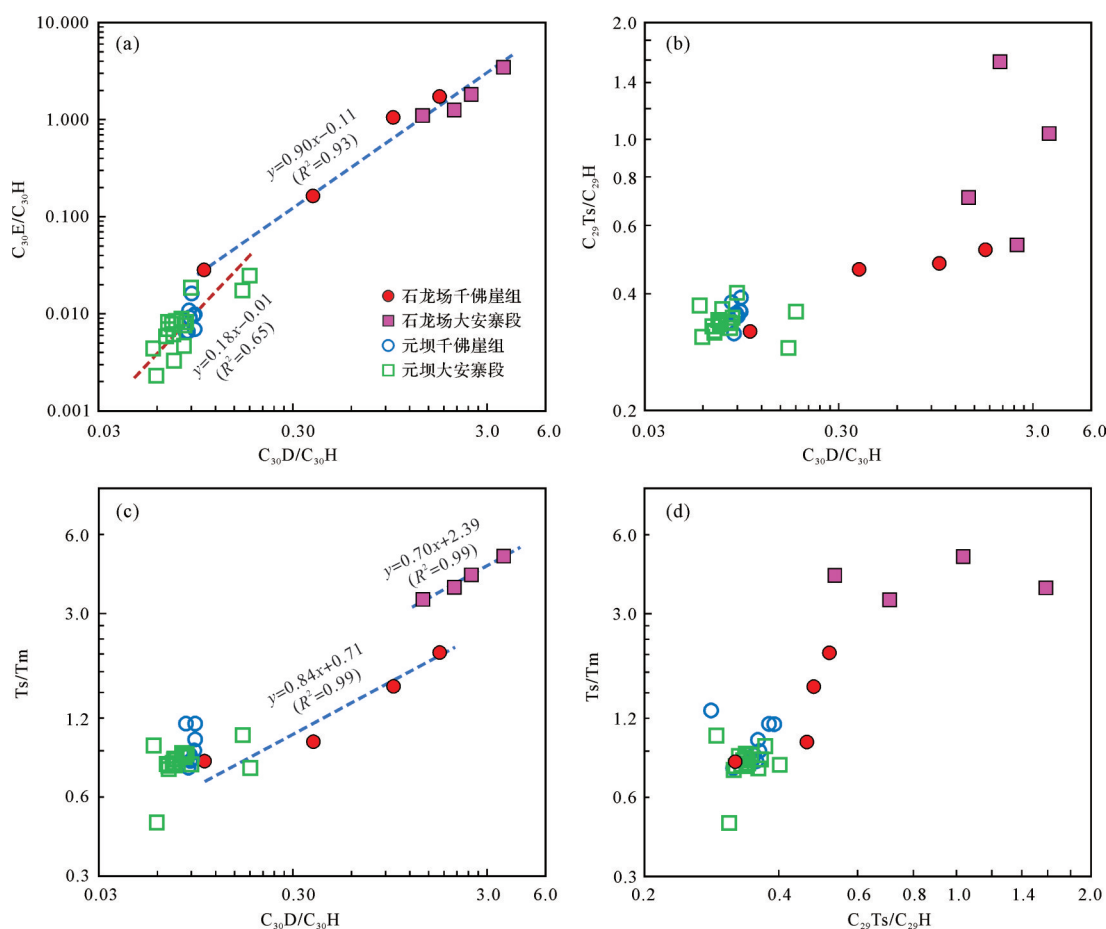 (a)
10.000
1.000
0.100
0.010
0.001
C₃₀E/C₃₀H
y=0.90x−0.11
(R²=0.93)
y=0.18x−0.01
(R²=0.65)
石龙场千佛崖组
石龙场大安寨段
元坝千佛崖组
元坝大安寨段
0.03
0.30
3.0
6.0
C₃₀D/C₃₀H
(b)
2.0
1.4
1.0
0.8
0.6
0.4
0.2
C₂₉Ts/C₂₉H
0.03
0.30
3.0
6.0
C₃₀D/C₃₀H
(c)
6.0
3.0
1.2
0.6
0.3
Ts/Tm
y=0.70x+2.39
(R²=0.99)
y=0.84x+0.71
(R²=0.99)
0.03
0.30
3.0
6.0
C₃₀D/C₃₀H
(d)
6.0
3.0
1.2
0.6
0.3
Ts/Tm
0.2
0.4
0.6
1.0
1.4
2.0
C₂₉Ts/C₂₉H